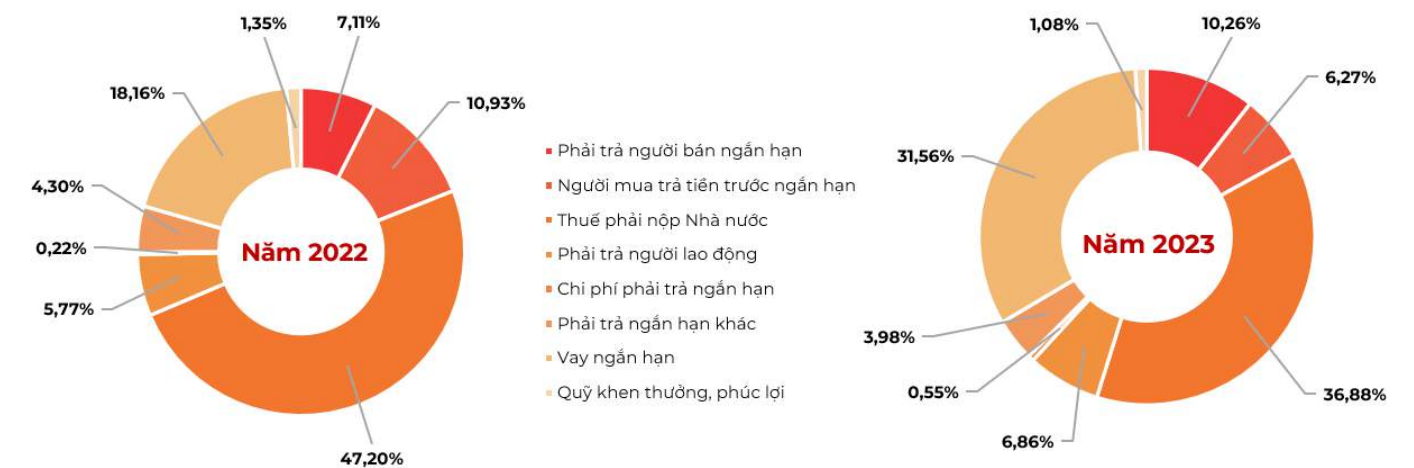 1,35%
7,11%
18,16%
10,93%
4,30%
0,22%
5,77%
47,20%
Năm 2022
Phải trả người bán ngắn hạn
Người mua trả tiền trước ngắn hạn
Thuế phải nộp Nhà nước
Phải trả người lao động
Chi phí phải trả ngắn hạn
Phải trả ngắn hạn khác
Vay ngắn hạn
Quỹ khen thưởng, phúc lợi
1,08%
10,26%
6,27%
31,56%
Năm 2023
3,98%
0,55%
6,86%
36,88%